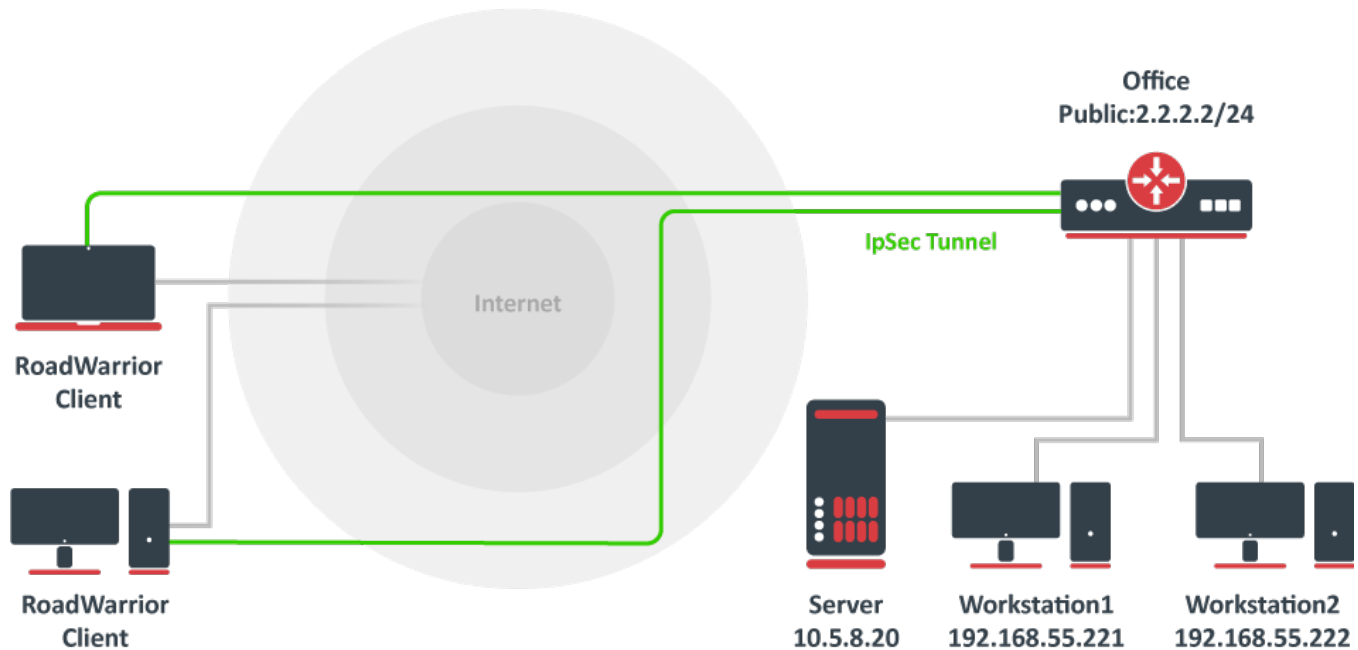 Office
Public:2.2.2.2/24
IpSec Tunnel
Internet
RoadWarrior
Client
RoadWarrior
Client
Server
10.5.8.20
Workstation1
192.168.55.221
Workstation2
192.168.55.222